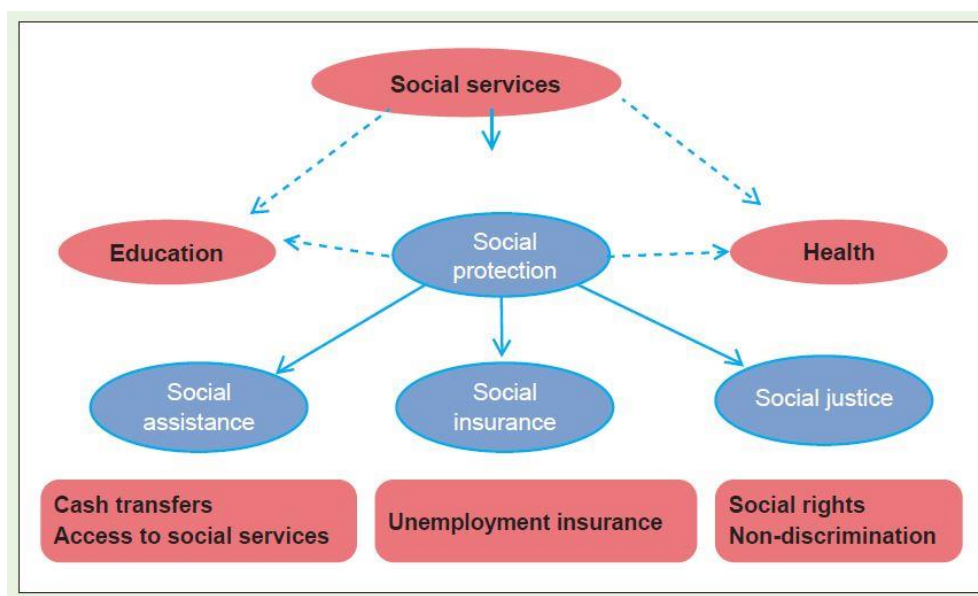 Social services
Education
Social
protection
Health
Social
assistance
Social
insurance
Social justice
Cash transfers
Access to social services
Unemployment insurance
Social rights
Non-discrimination